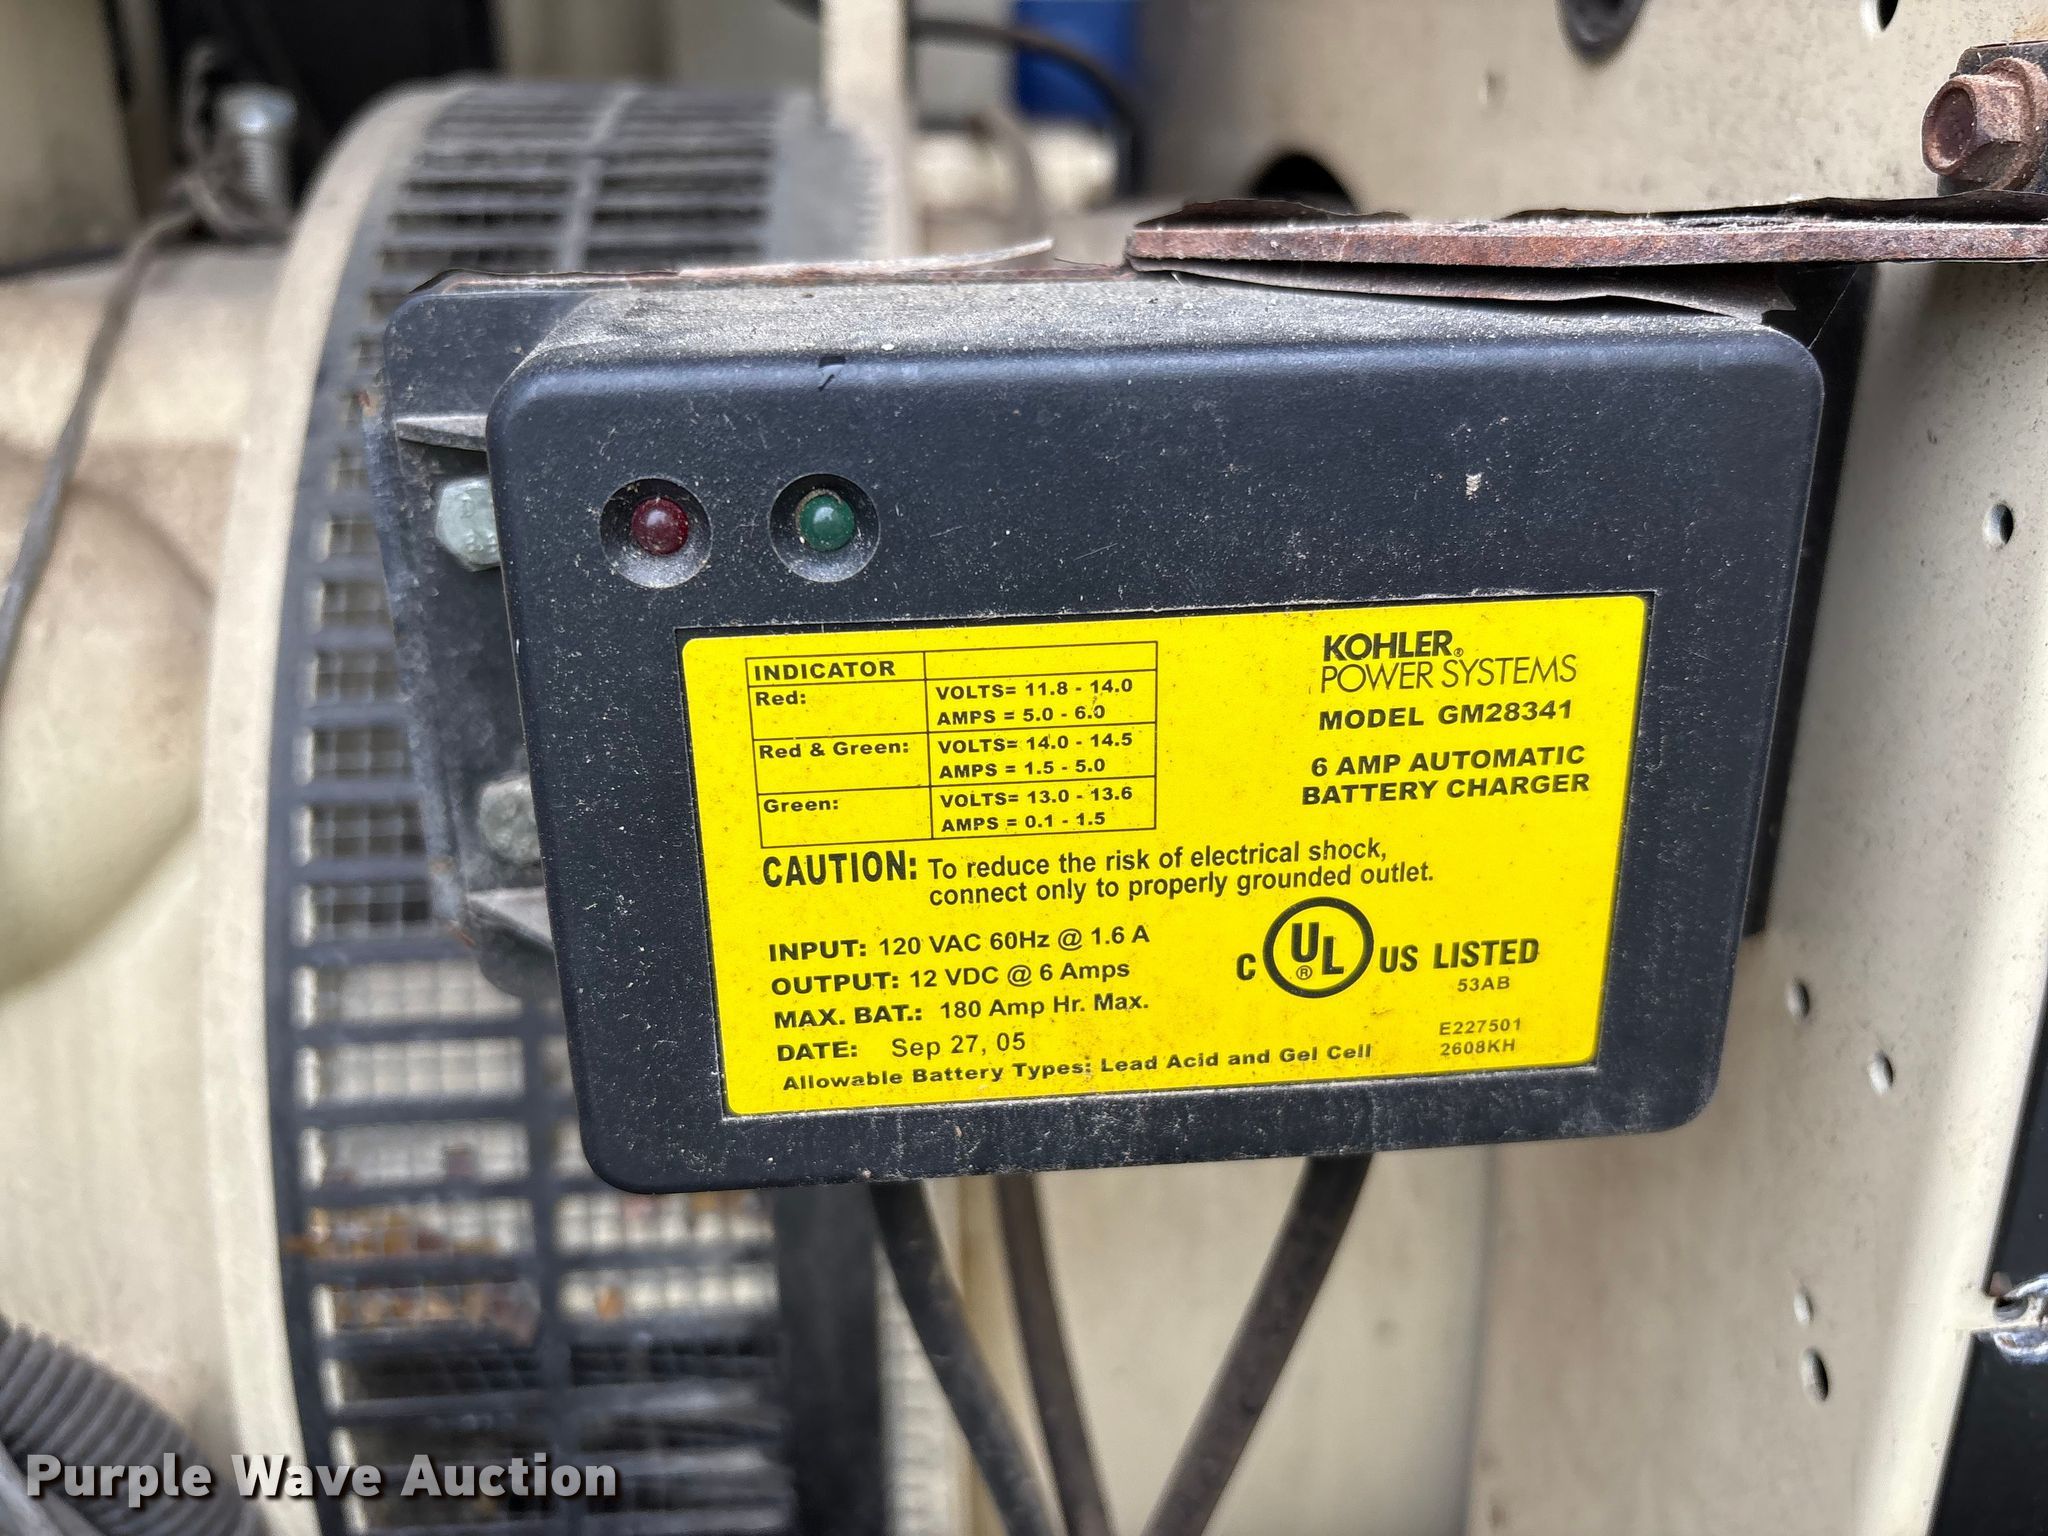 INDICATOR
Red:
VOLTS= 11.8 - 14.0
AMPS = 5.0 - 6.0
Red & Green:
VOLTS= 14.0 - 14.5
AMPS = 1.5 - 5.0
Green:
VOLTS= 13.0 - 13.6
AMPS = 0.1 - 1.5
KOHLER®
POWER SYSTEMS
MODEL GM28341
6 AMP AUTOMATIC
BATTERY CHARGER
CAUTION: To reduce the risk of electrical shock,
connect only to properly grounded outlet.
INPUT: 120 VAC 60Hz @ 1.6 A
OUTPUT: 12 VDC @ 6 Amps
MAX. BAT.: 180 Amp Hr. Max.
DATE: Sep 27, 05
Allowable Battery Types: Lead Acid and Gel Cell
C UL® US LISTED
53AB
E227501
2608KH
Purple Wave Auction